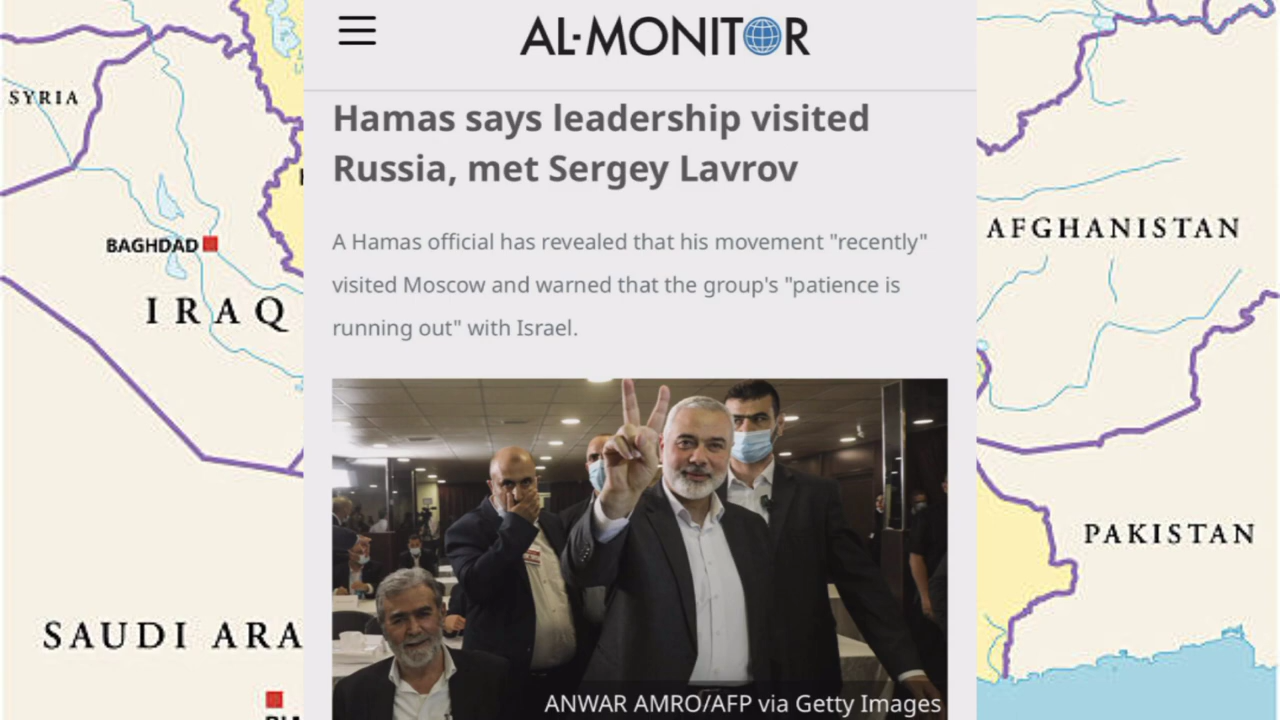 AL-MONITOR
Hamas says leadership visited
Russia, met Sergey Lavrov
A Hamas official has revealed that his movement "recently"
visited Moscow and warned that the group's "patience is
running out" with Israel.
ANWAR AMRO/AFP via Getty Images
SYRIA
BAGHDAD
IRAQ
SAUDI ARA
AFGHANISTAN
PAKISTAN